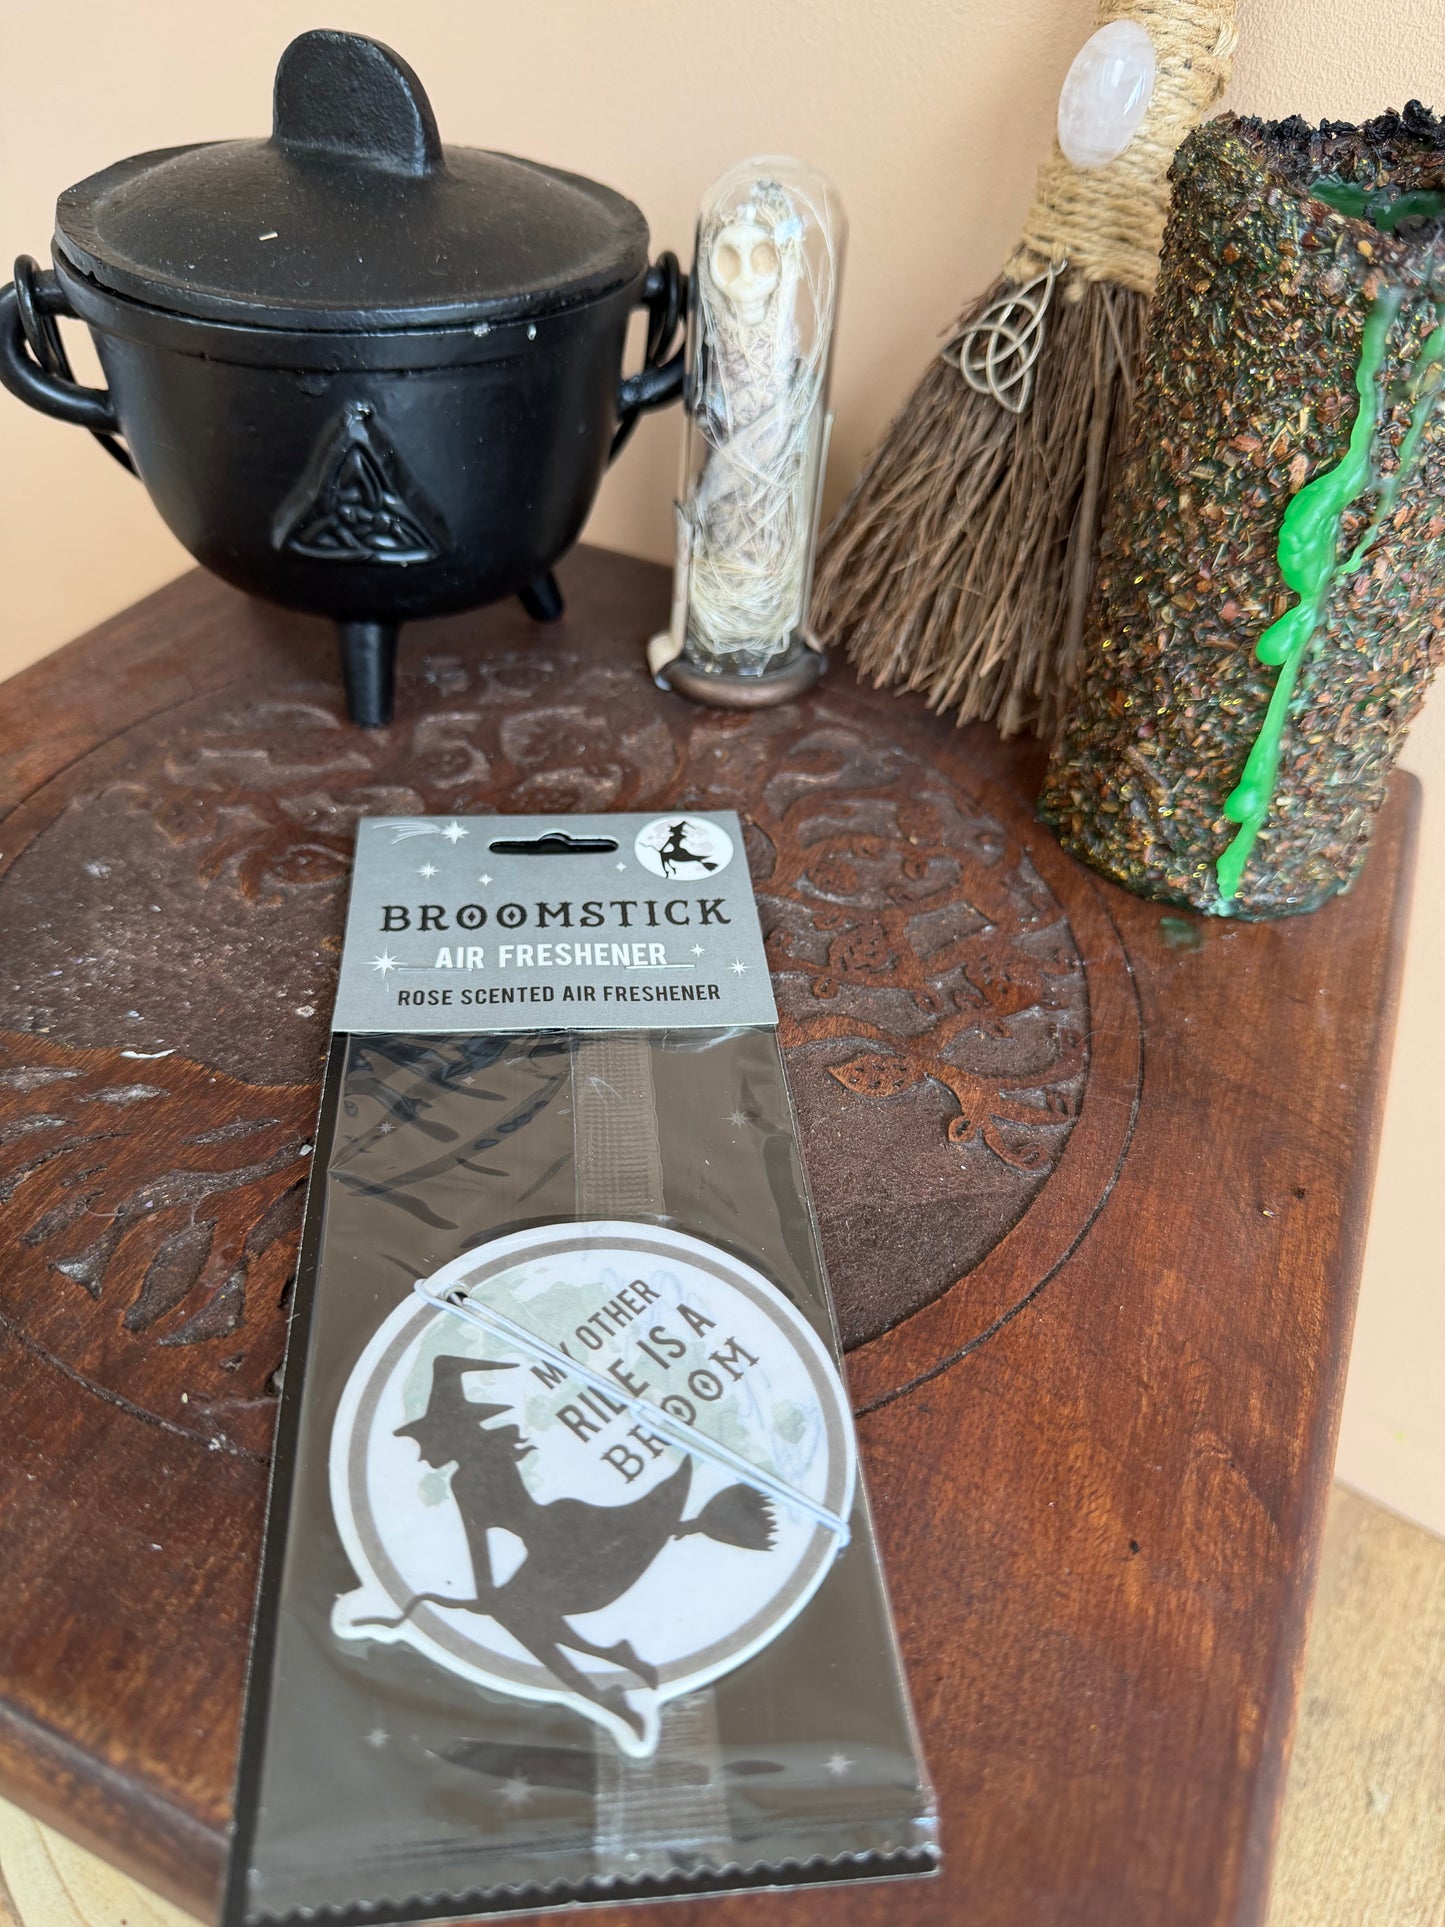 BROOMSTICK
AIR FRESHENER
ROSE SCENTED AIR FRESHENER
MY OTHER
RIDE IS A
BROOM